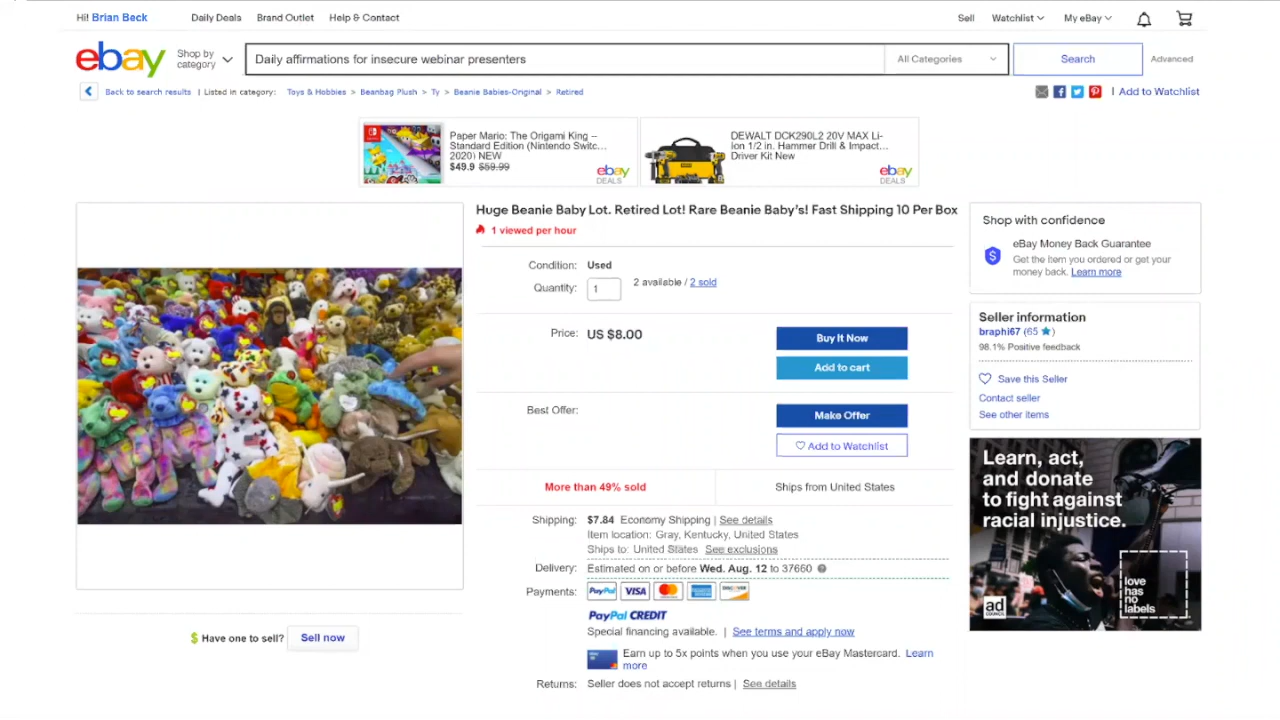 Hi! Brian Beck
Daily Deals
Brand Outlet
Help & Contact
Sell
Watchlist
My eBay
ebay
Shop by
category
Daily affirmations for insecure webinar presenters
All Categories
Search
Advanced
Back to search results | Listed in category: Toys & Hobbies > Beanbag Plush > Ty > Beanie Babies-Original > Retired
| Add to Watchlist
Paper Mario: The Origami King –
Standard Edition (Nintendo Switc...
2020) NEW
$49.9 $59.99
ebay
DEALS
DEWALT DCK290L2 20V MAX Li-
Ion 1/2 in. Hammer Drill & Impact...
Driver Kit New
ebay
DEALS
Huge Beanie Baby Lot. Retired Lot! Rare Beanie Baby's! Fast Shipping 10 Per Box
1 viewed per hour
Condition: Used
Quantity: 1 2 available / 2 sold
Price: US $8.00
Buy It Now
Add to cart
Best Offer:
Make Offer
Add to Watchlist
More than 49% sold
Ships from United States
Shipping: $7.84 Economy Shipping | See details
Item location: Gray, Kentucky, United States
Ships to: United States See exclusions
Delivery: Estimated on or before Wed. Aug. 12 to 37660
Payments: PayPal VISA
PayPal CREDIT
Special financing available. | See terms and apply now
Earn up to 5x points when you use your eBay Mastercard. Learn
more
Returns: Seller does not accept returns | See details
$ Have one to sell? Sell now
Shop with confidence
eBay Money Back Guarantee
Get the item you ordered or get your
money back. Learn more
Seller information
braphi67 (65 )
98.1% Positive feedback
Save this Seller
Contact seller
See other items
Learn, act,
and donate
to fight against
racial injustice.
love
has
no
labels
ad
COUNCIL